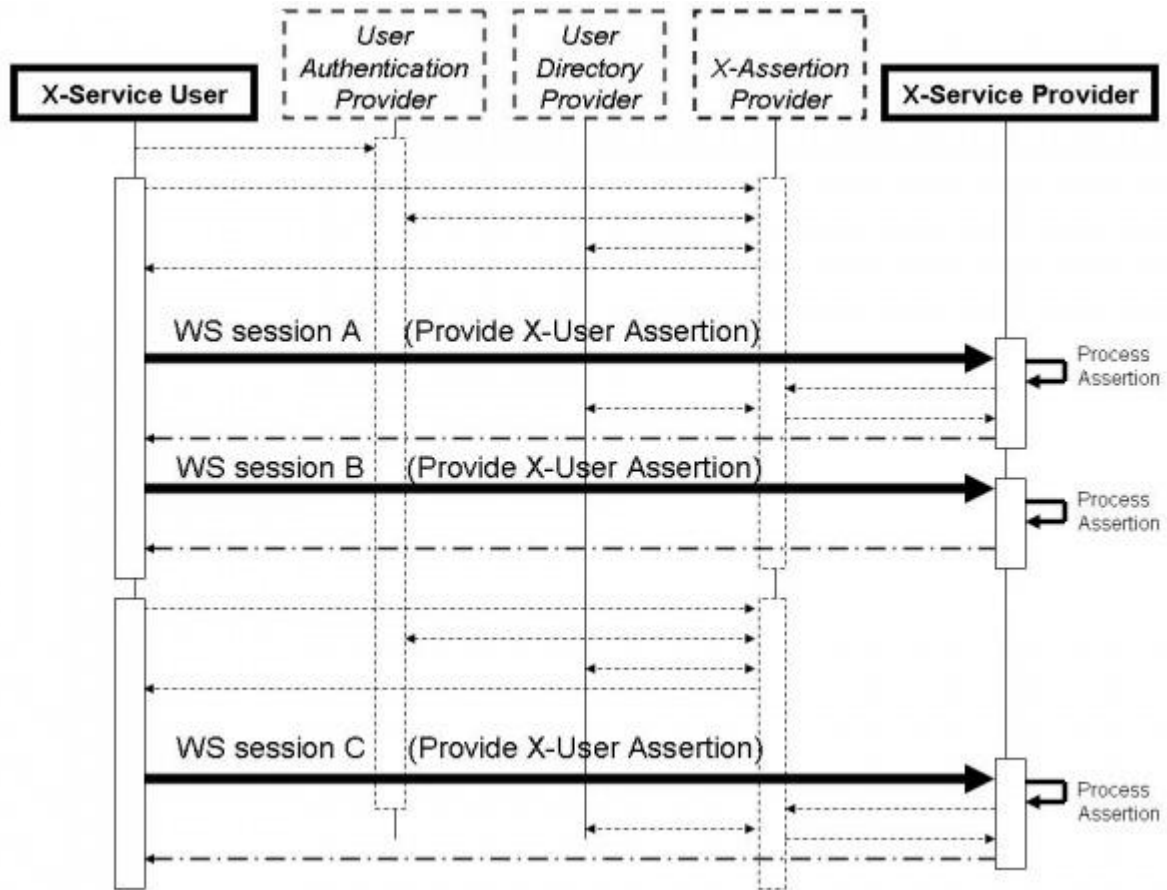 X-Service User
User
Authentication
Provider
User
Directory
Provider
X-Assertion
Provider
X-Service Provider
WS session A (Provide X-User Assertion)
Process
Assertion
WS session B (Provide X-User Assertion)
Process
Assertion
WS session C (Provide X-User Assertion)
Process
Assertion